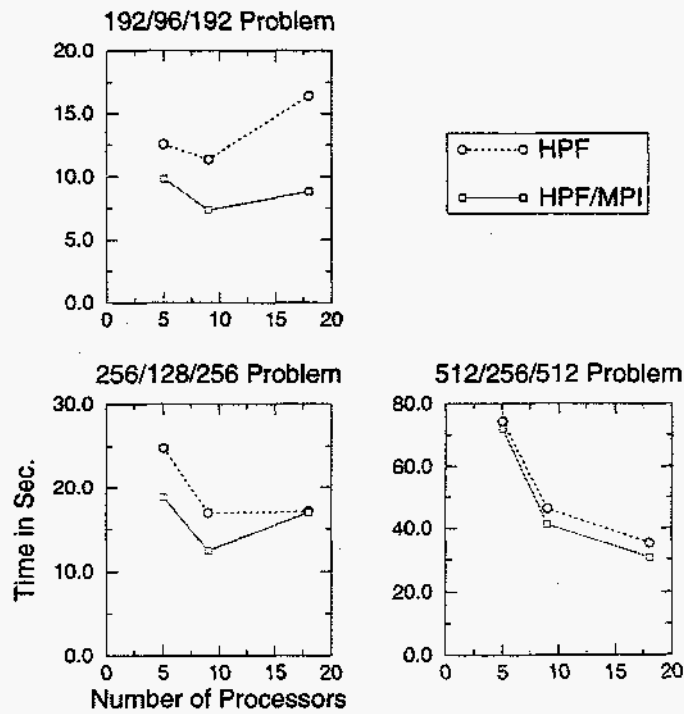 192/96/192 Problem
20.0
15.0
10.0
5.0
0.0
0 5 10 15 20
HPF
HPF/MPI
256/128/256 Problem
30.0
20.0
10.0
0.0
0 5 10 15 20
Time in Sec.
Number of Processors
512/256/512 Problem
80.0
60.0
40.0
20.0
0.0
0 5 10 15 20